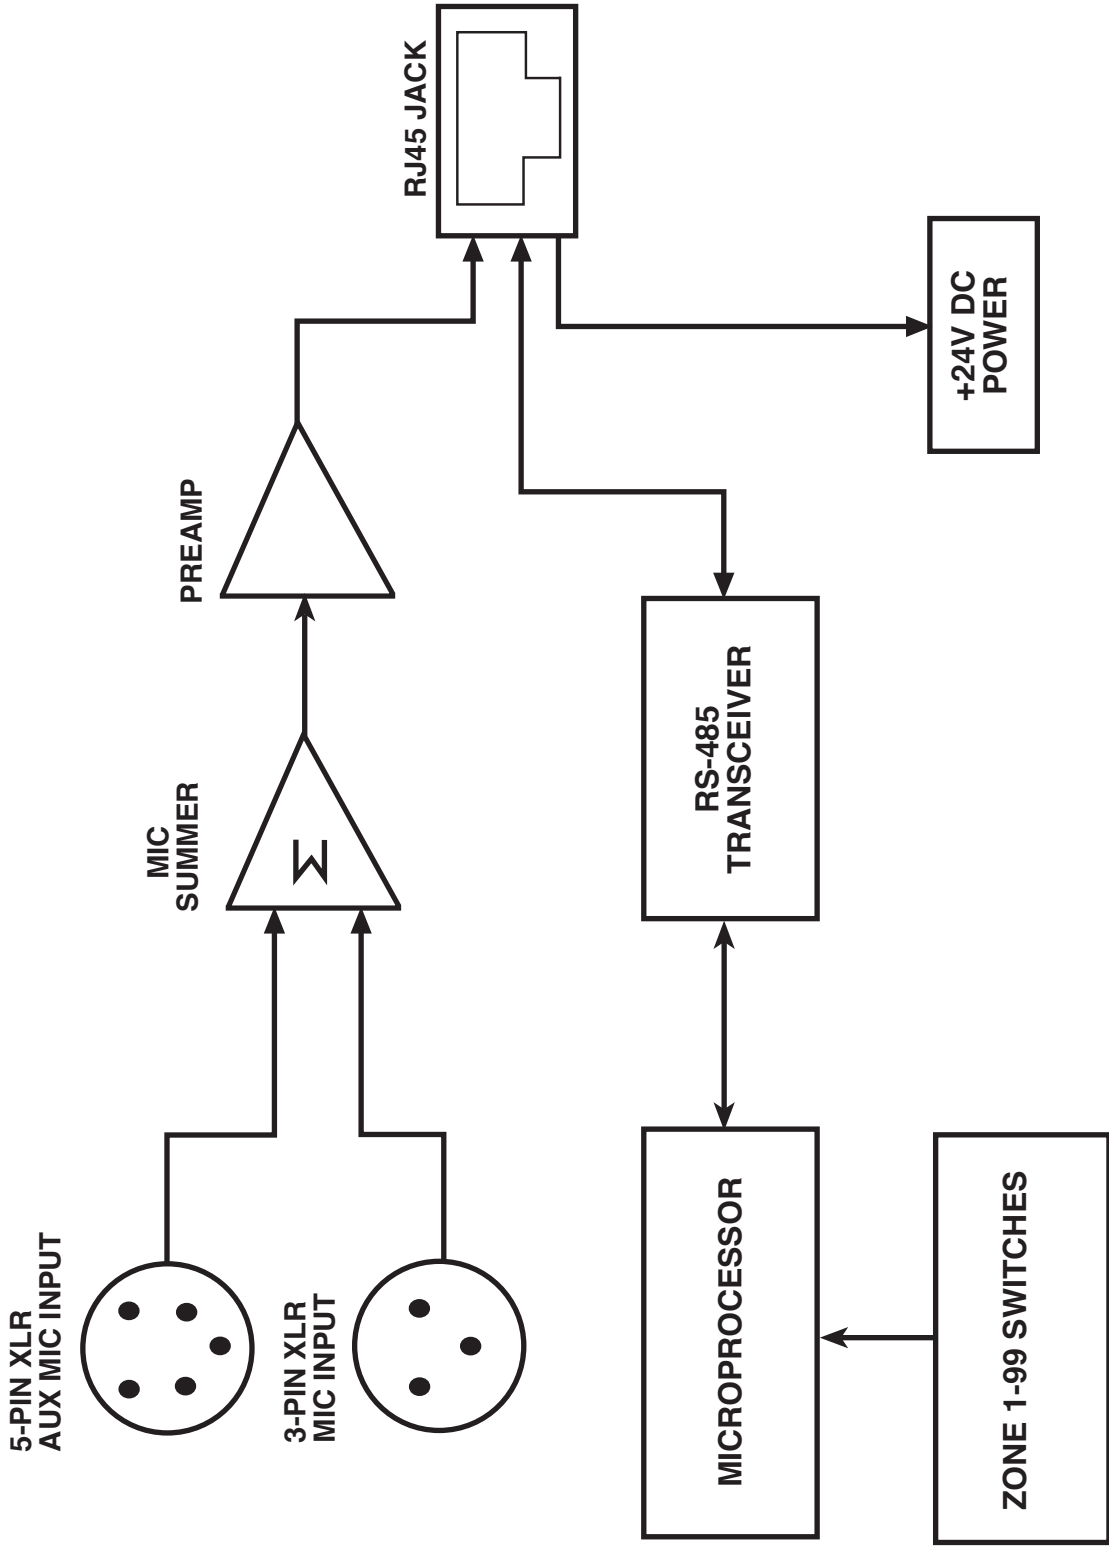 5-PIN XLR
AUX MIC INPUT
3-PIN XLR
MIC INPUT
MIC
SUMMER
Σ
PREAMP
RJ45 JACK
MICROPROCESSOR
RS-485
TRANSCEIVER
+24V DC
POWER
ZONE 1-99 SWITCHES